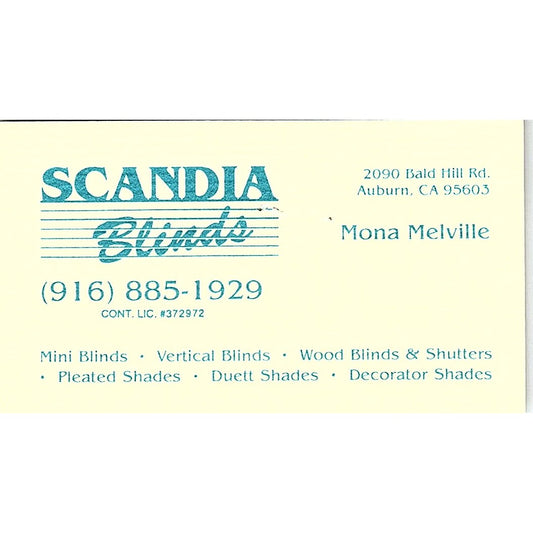 SCANDIA
Blinds
(916) 885-1929
CONT. LIC. #372972
2090 Bald Hill Rd.
Auburn, CA 95603
Mona Melville
Mini Blinds • Vertical Blinds • Wood Blinds & Shutters
• Pleated Shades • Duett Shades • Decorator Shades